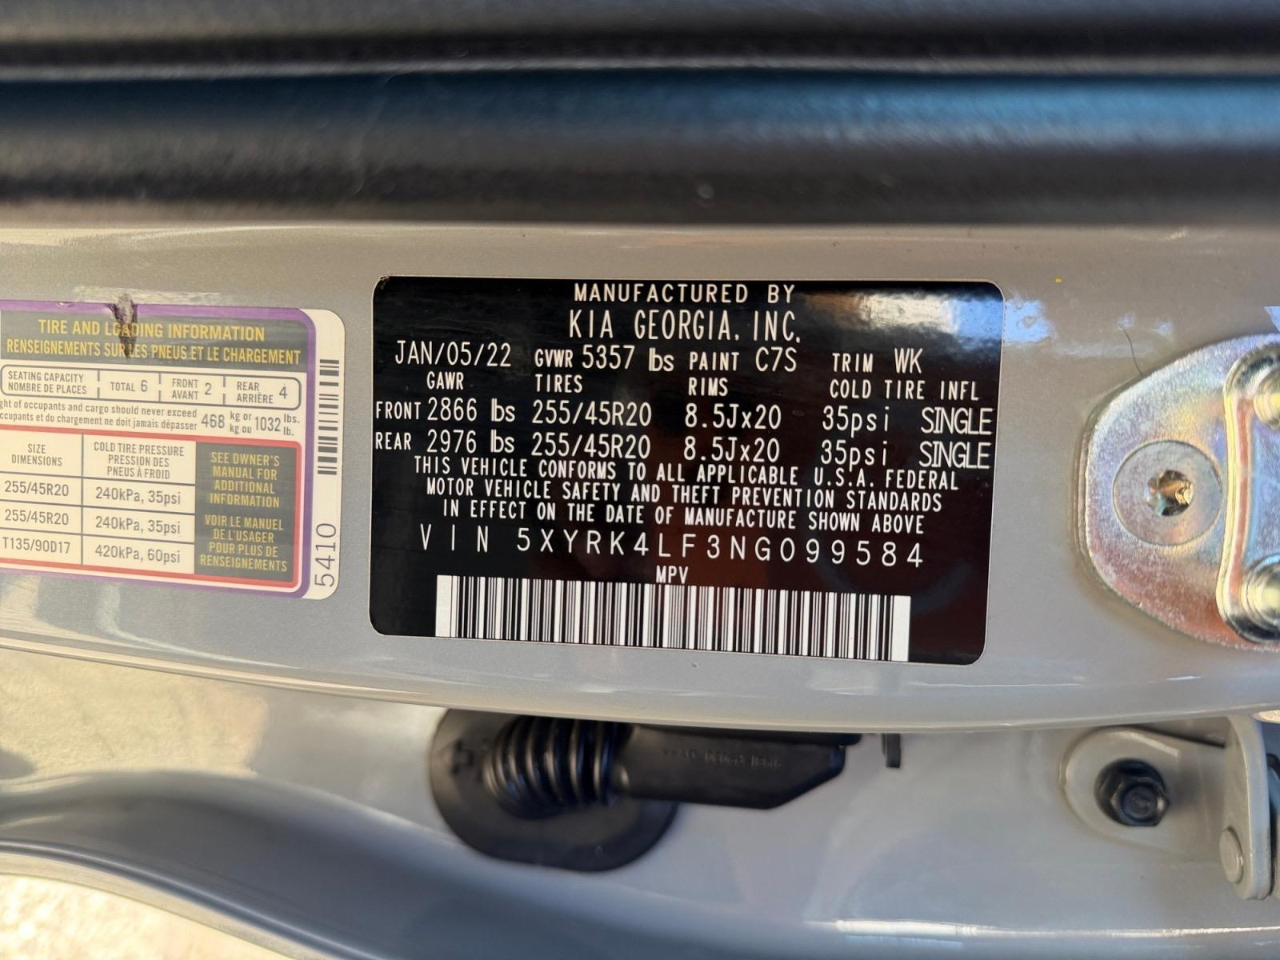 TIRE AND LOADING INFORMATION
RENSEIGNEMENTS SUR LES PNEUS ET LE CHARGEMENT
SEATING CAPACITY
NOMBRE DE PLACES
TOTAL 6
FRONT
AVANT 2
REAR
ARRIÈRE 4
of occupants and cargo should never exceed 468 kg or 1032 lbs.
occupants et du chargement ne doit jamais dépasser kg ou lb.
SIZE
DIMENSIONS
COLD TIRE PRESSURE
PRESSION DES
PNEUS À FROID
255/45R20 240kPa, 35psi
255/45R20 240kPa, 35psi
T135/90D17 420kPa, 60psi
SEE OWNER'S
MANUAL FOR
ADDITIONAL
INFORMATION
VOIR LE MANUEL
DE L'USAGER
POUR PLUS DE
RENSEIGNEMENTS
5410
MANUFACTURED BY
KIA GEORGIA, INC.
JAN/05/22 GVWR 5357 lbs PAINT C7S TRIM WK
GAWR TIRES RIMS COLD TIRE INFL
FRONT 2866 lbs 255/45R20 8.5Jx20 35psi SINGLE
REAR 2976 lbs 255/45R20 8.5Jx20 35psi SINGLE
THIS VEHICLE CONFORMS TO ALL APPLICABLE U.S.A. FEDERAL
MOTOR VEHICLE SAFETY AND THEFT PREVENTION STANDARDS
IN EFFECT ON THE DATE OF MANUFACTURE SHOWN ABOVE
VIN 5XYRK4LF3NG099584
MPV